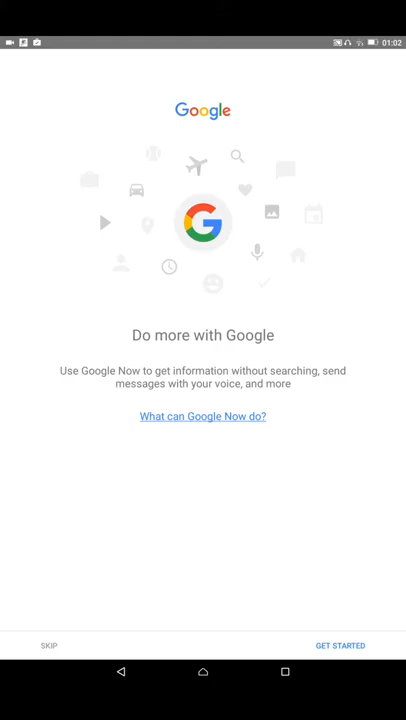 01:02
Google
Do more with Google
Use Google Now to get information without searching, send
messages with your voice, and more
What can Google Now do?
SKIP
GET STARTED